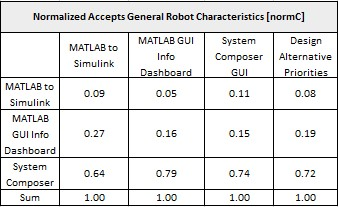 Normalized Accepts General Robot Characteristics [normC]
MATLAB to Simulink MATLAB GUI Info Dashboard System Composer GUI Design Alternative Priorities
MATLAB to Simulink 0.09 0.05 0.11 0.08
MATLAB GUI Info Dashboard 0.27 0.16 0.15 0.19
System Composer 0.64 0.79 0.74 0.72
Sum 1.00 1.00 1.00 1.00